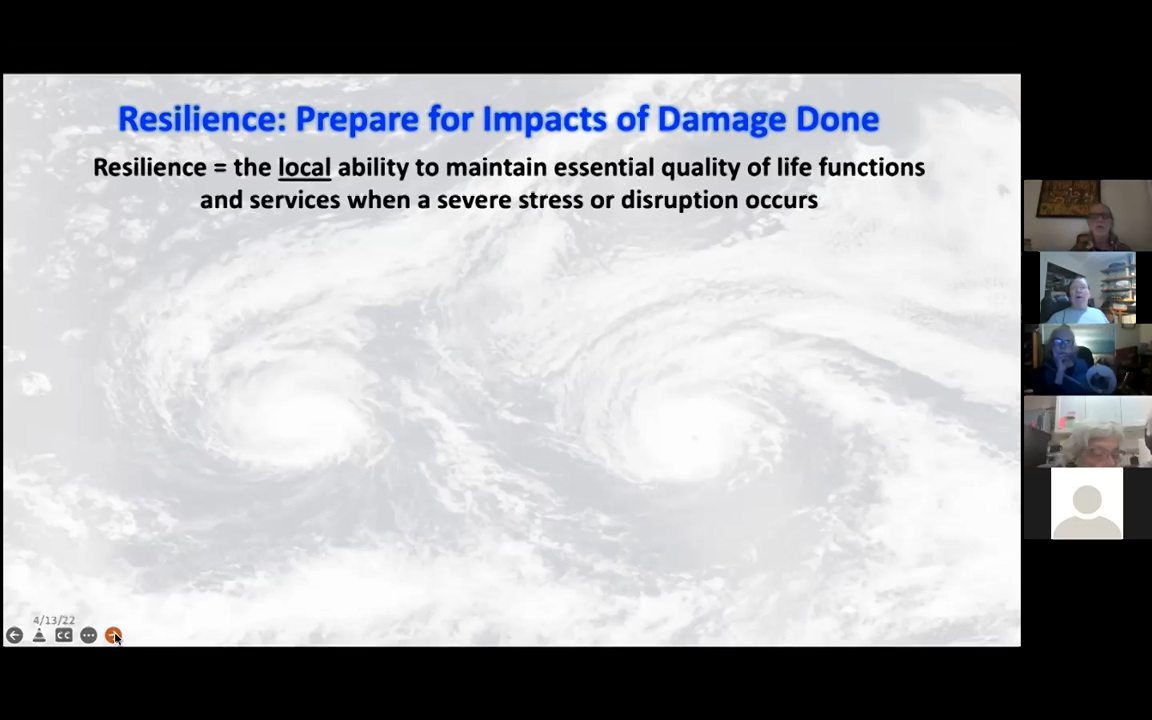 Resilience: Prepare for Impacts of Damage Done
Resilience = the local ability to maintain essential quality of life functions
and services when a severe stress or disruption occurs
4/13/22
CC